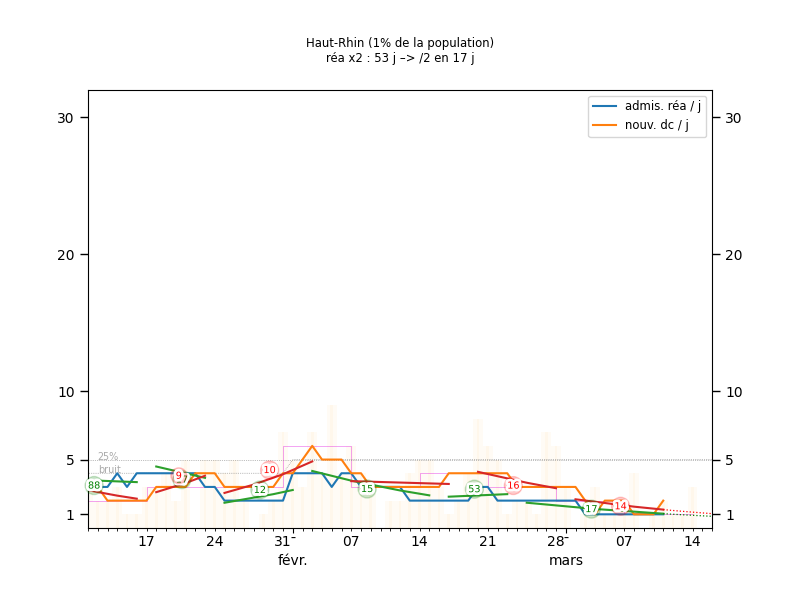 Haut-Rhin (1% de la population)
réa x2 : 53 j –> /2 en 17 j
admis. réa / j
nouv. dc / j
30 30
20 20
10 10
5 5
1 1
25%
bruit
88
9
12
10
15
53
16
17
14
17 24 31 07 14 21 28 07 14
févr. mars